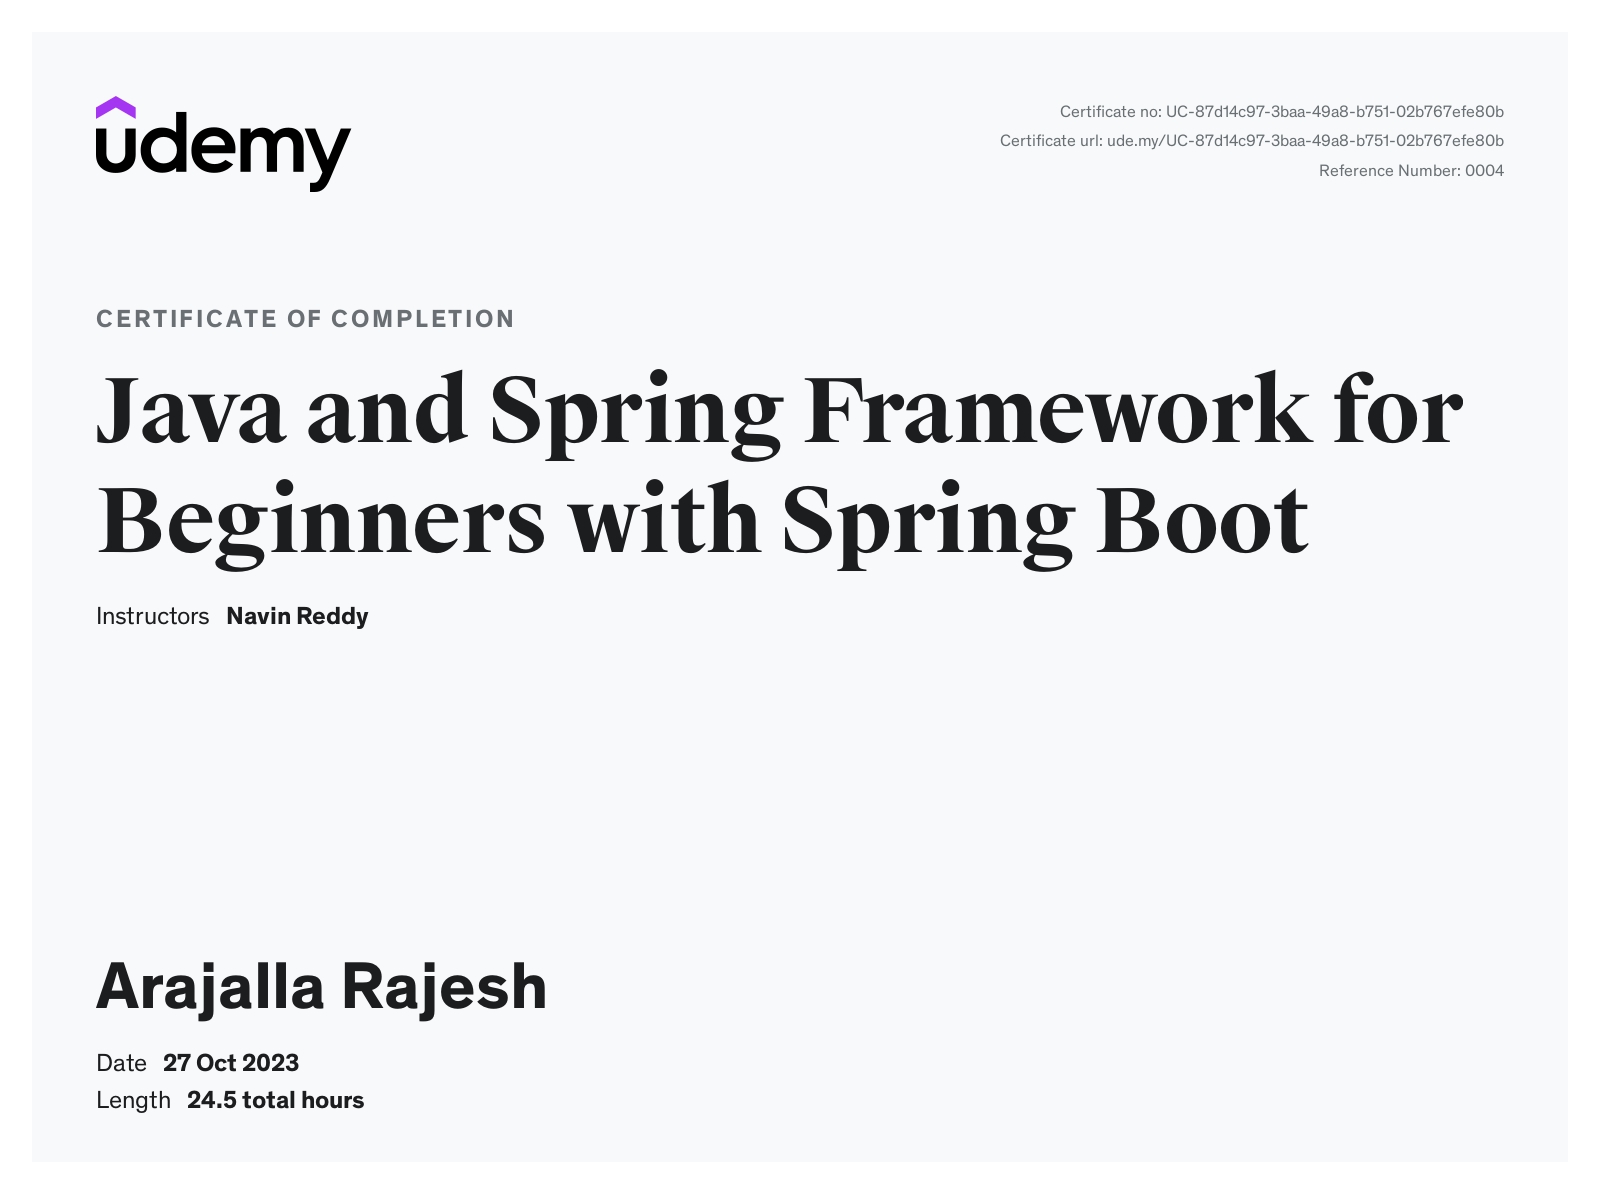 udemy
Certificate no: UC-87d14c97-3baa-49a8-b751-02b767efe80b
Certificate url: ude.my/UC-87d14c97-3baa-49a8-b751-02b767efe80b
Reference Number: 0004
CERTIFICATE OF COMPLETION
Java and Spring Framework for
Beginners with Spring Boot
Instructors Navin Reddy
Arajalla Rajesh
Date 27 Oct 2023
Length 24.5 total hours